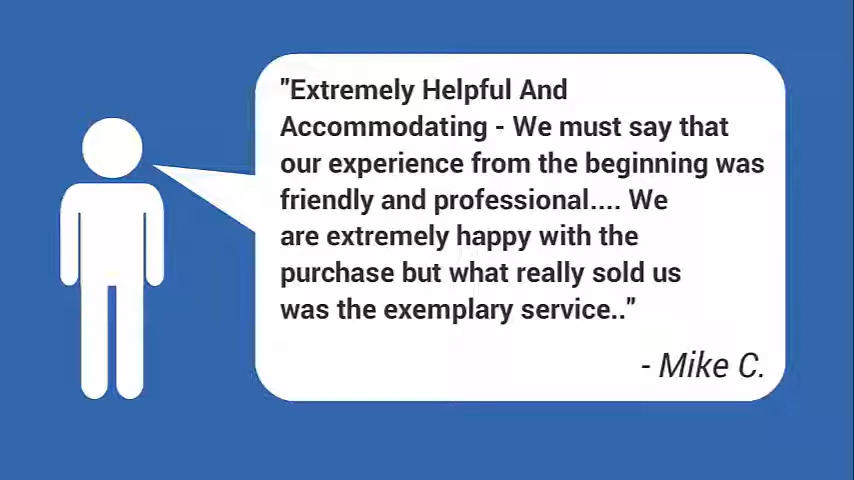 "Extremely Helpful And
Accommodating - We must say that
our experience from the beginning was
friendly and professional.... We
are extremely happy with the
purchase but what really sold us
was the exemplary service.."
- Mike C.